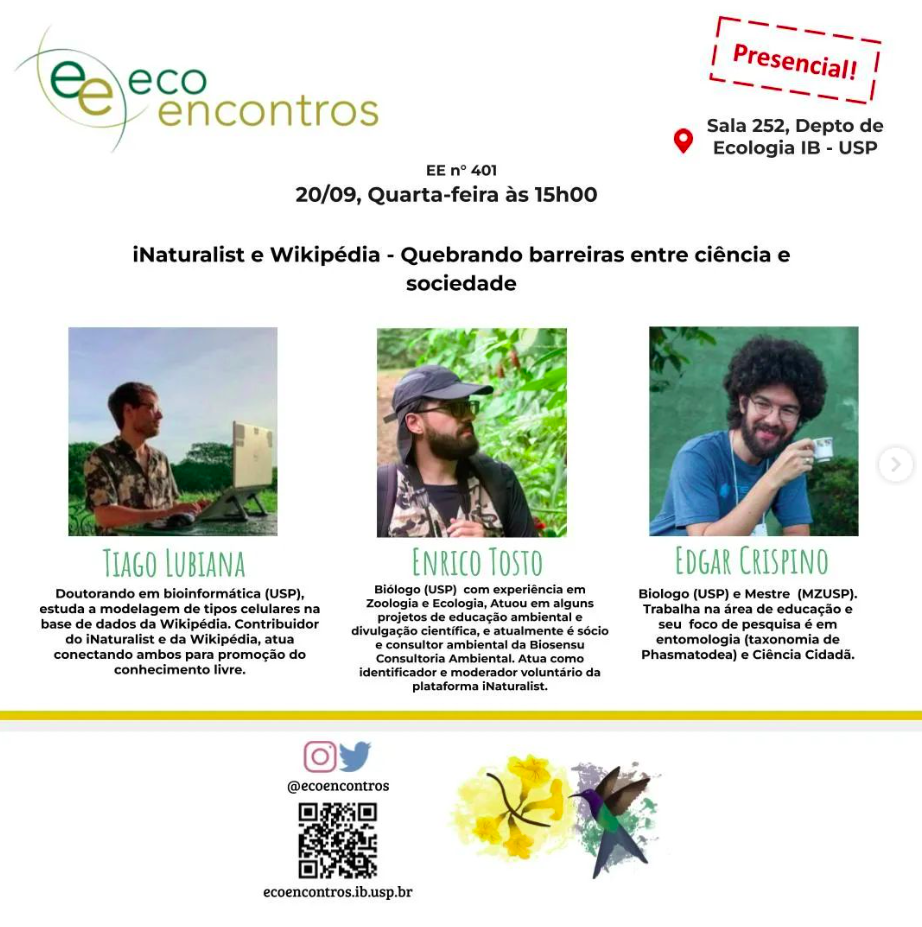 eco
encontros
Presencial!
Sala 252, Depto de
Ecologia IB - USP
EE n° 401
20/09, Quarta-feira às 15h00
iNaturalist e Wikipédia - Quebrando barreiras entre ciência e
sociedade
Tiago Lubiana
Doutorando em bioinformática (USP),
estuda a modelagem de tipos celulares na
base de dados da Wikipédia. Contribuidor
do iNaturalist e da Wikipédia, atua
conectando ambos para promoção do
conhecimento livre.
Enrico Tosto
Biólogo (USP) com experiência em
Zoologia e Ecologia, Atuou em alguns
projetos de educação ambiental e
divulgação científica, e atualmente é sócio
e consultor ambiental da Biosensu
Consultoria Ambiental. Atua como
identificador e moderador voluntário da
plataforma iNaturalist.
Edgar Crispino
Biologo (USP) e Mestre (MZUSP).
Trabalha na área de educação e
seu foco de pesquisa é em
entomologia (taxonomia de
Phasmatodea) e Ciência Cidadã.
@ecoencontros
ecoencontros.ib.usp.br